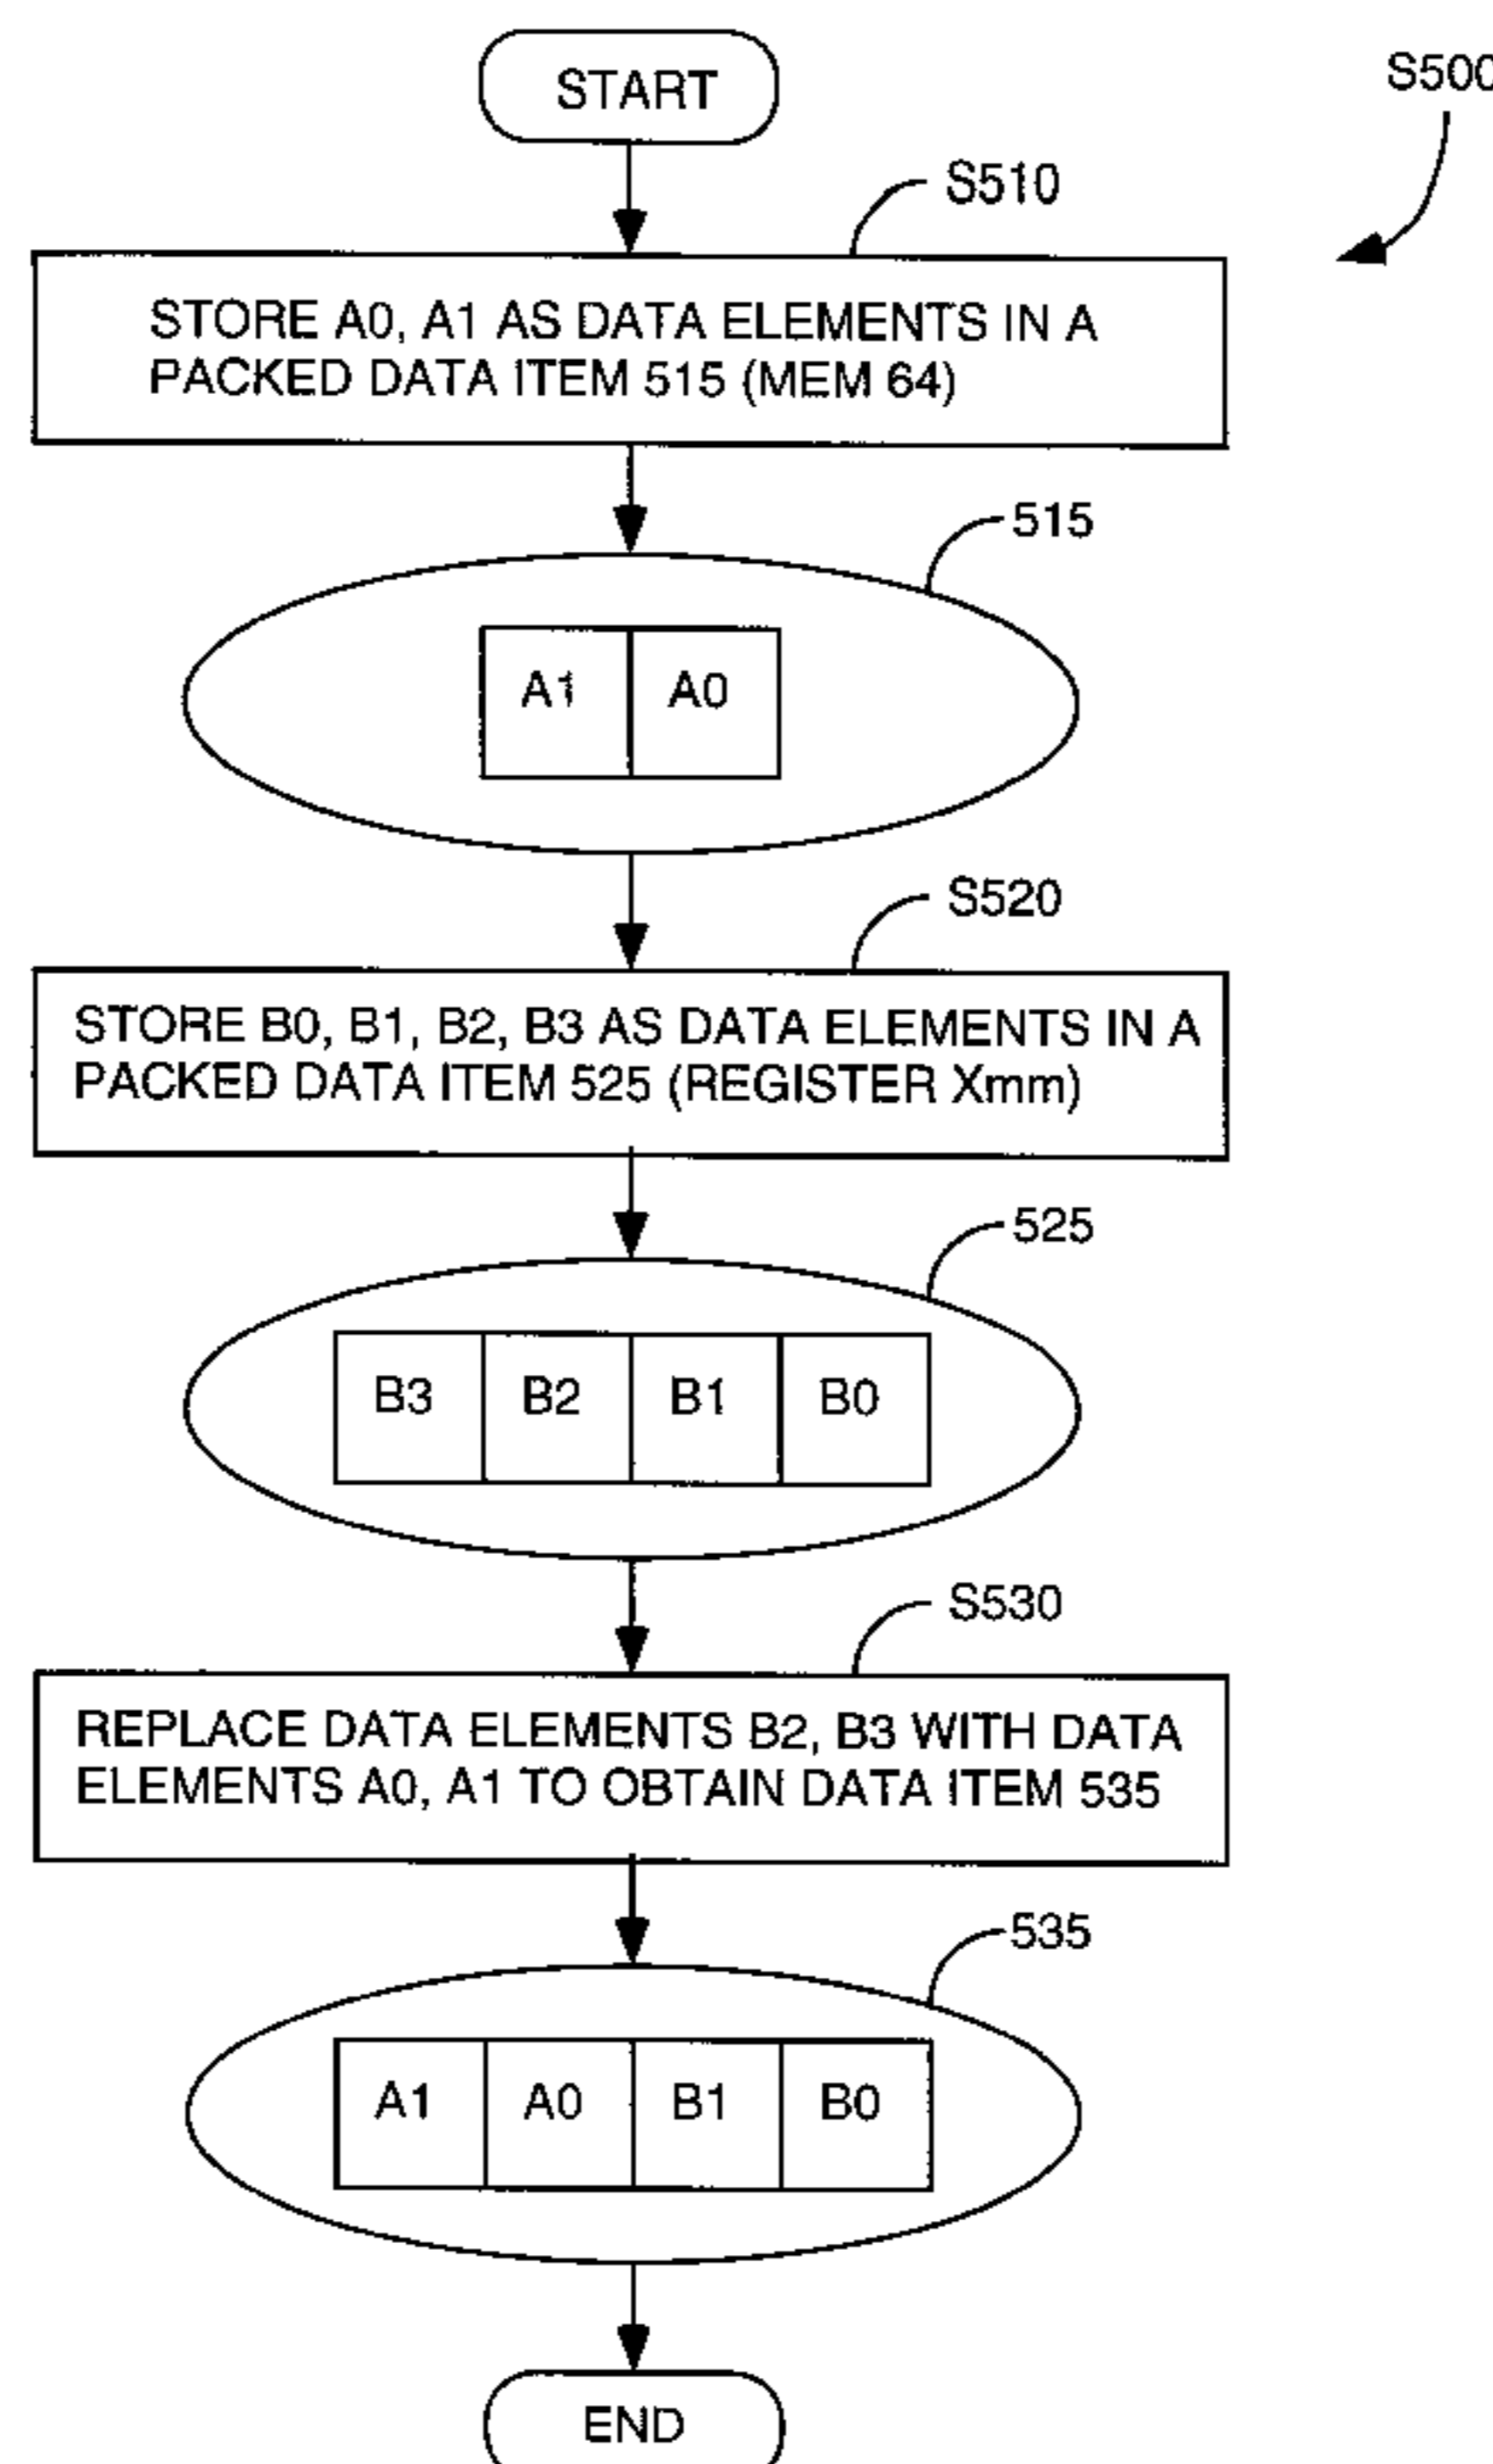 START
S500
S510
STORE A0, A1 AS DATA ELEMENTS IN A
PACKED DATA ITEM 515 (MEM 64)
515
A1 A0
S520
STORE B0, B1, B2, B3 AS DATA ELEMENTS IN A
PACKED DATA ITEM 525 (REGISTER Xmm)
525
B3 B2 B1 B0
S530
REPLACE DATA ELEMENTS B2, B3 WITH DATA
ELEMENTS A0, A1 TO OBTAIN DATA ITEM 535
535
A1 A0 B1 B0
END